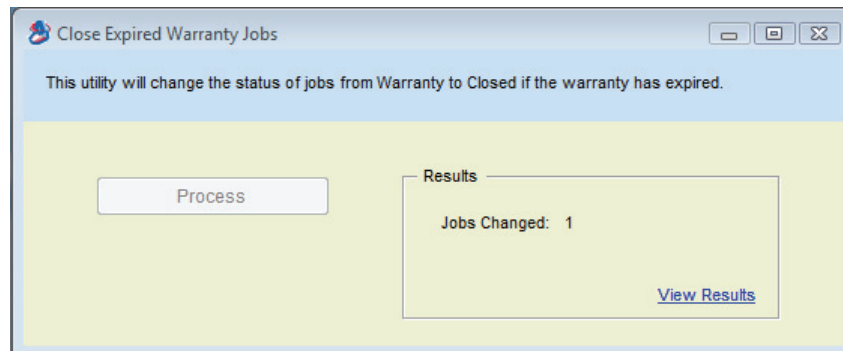 Close Expired Warranty Jobs
This utility will change the status of jobs from Warranty to Closed if the warranty has expired.
Process
Results
Jobs Changed: 1
View Results